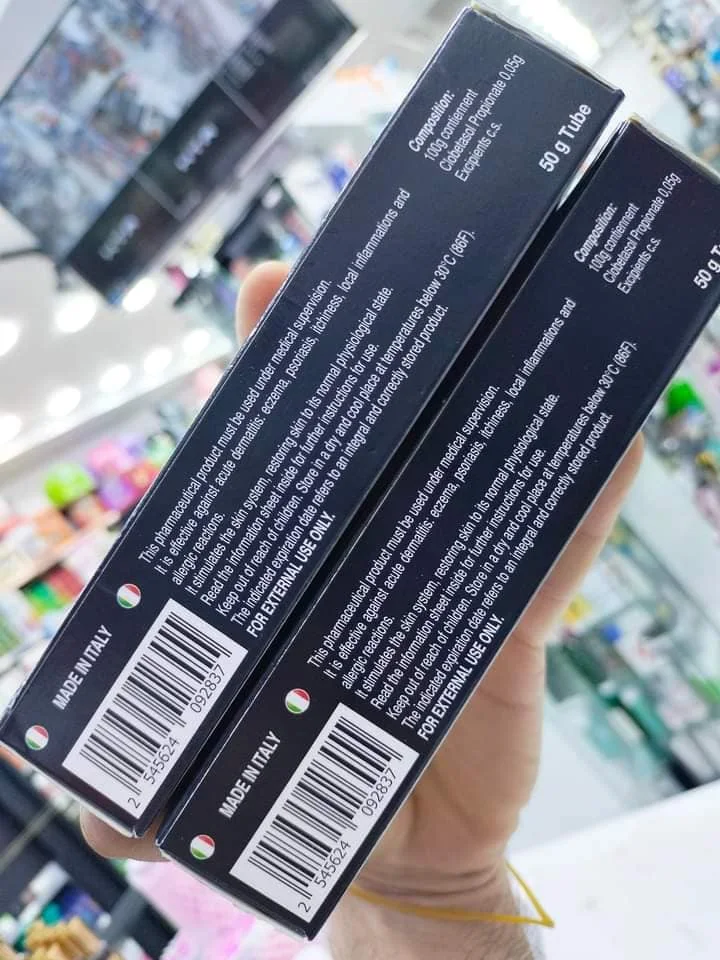 Composition:
100g contiennent
Clobetasol Propionate 0,05g
Excipients c.s.
50 g Tube
This pharmaceutical product must be used under medical supervision.
It is effective against, acute dermatitis; eczema, psoriasis, itchiness, local inflammations and
allergic reactions.
It stimulates the skin system, restoring skin to its normal physiological state.
Read the information sheet inside for further instructions for use.
Keep out of reach of children. Store in a dry and cool place at temperatures below 30°C (86F).
The indicated expiration date refers to an integral and correctly stored product.
FOR EXTERNAL USE ONLY.
MADE IN ITALY
2 545624 092837
Composition:
100g contiennent
Clobetasol Propionate 0,05g
Excipients c.s.
50 g
This pharmaceutical product must be used under medical supervision.
It is effective against, acute dermatitis; eczema, psoriasis, itchiness, local inflammations and
allergic reactions.
It stimulates the skin system, restoring skin to its normal physiological state.
Read the information sheet inside for further instructions for use.
Keep out of reach of children. Store in a dry and cool place at temperatures below 30°C (86F).
The indicated expiration date refers to an integral and correctly stored product.
FOR EXTERNAL USE ONLY.
MADE IN ITALY
2 545624 092837